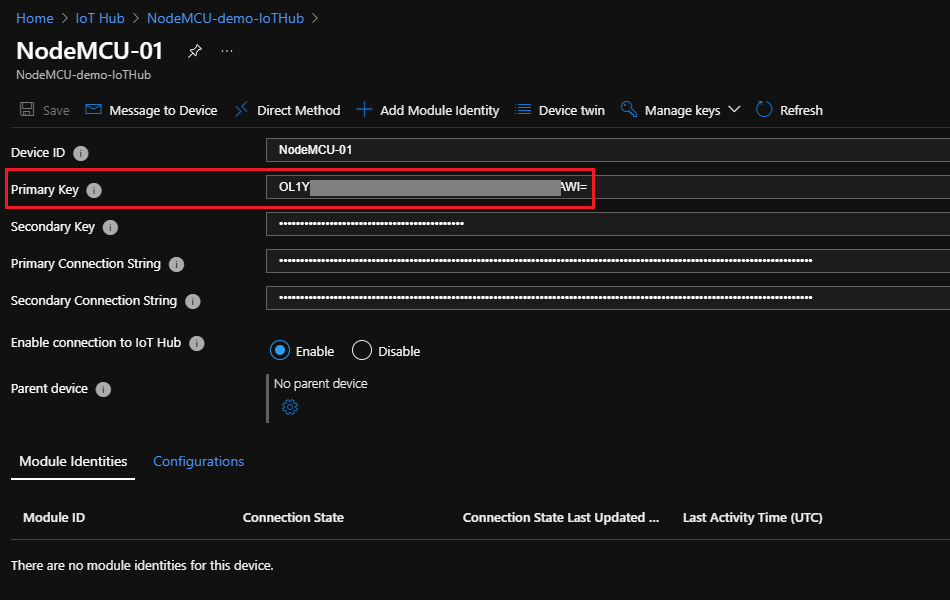 Home > IoT Hub > NodeMCU-demo-IoTHub >
NodeMCU-01 ...
NodeMCU-demo-IoTHub
Save Message to Device Direct Method Add Module Identity Device twin Manage keys Refresh
Device ID i NodeMCU-01
Primary Key i OL1Y AWI=
Secondary Key i ••••••••••••••••••••••••••••••••••••••••••••
Primary Connection String i
Secondary Connection String i
Enable connection to IoT Hub i Enable Disable
Parent device i No parent device
Module Identities Configurations
Module ID Connection State Connection State Last Updated ... Last Activity Time (UTC)
There are no module identities for this device.